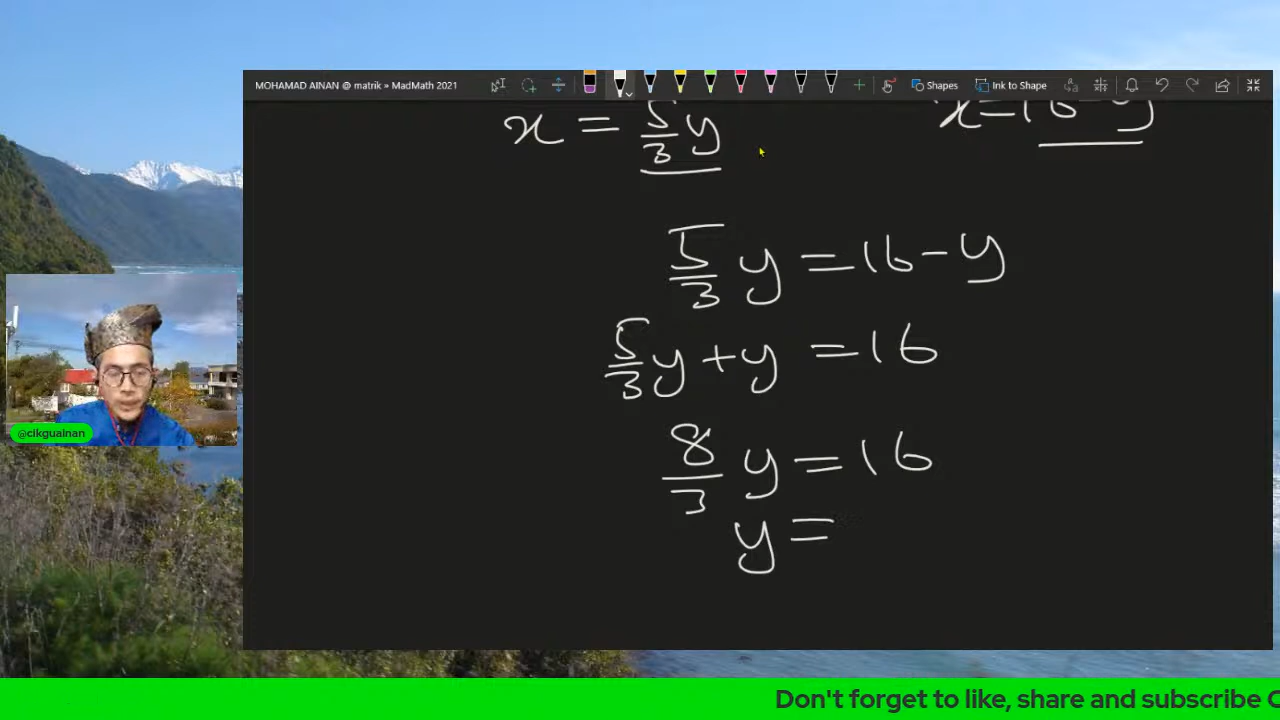 MOHAMAD AINAN @ matrik » MadMath 2021
Shapes
Ink to Shape
x = 5/3 y
x = 16 - y
5/3 y = 16 - y
5/3 y + y = 16
8/3 y = 16
y =
@cikguainan
Don't forget to like, share and subscribe